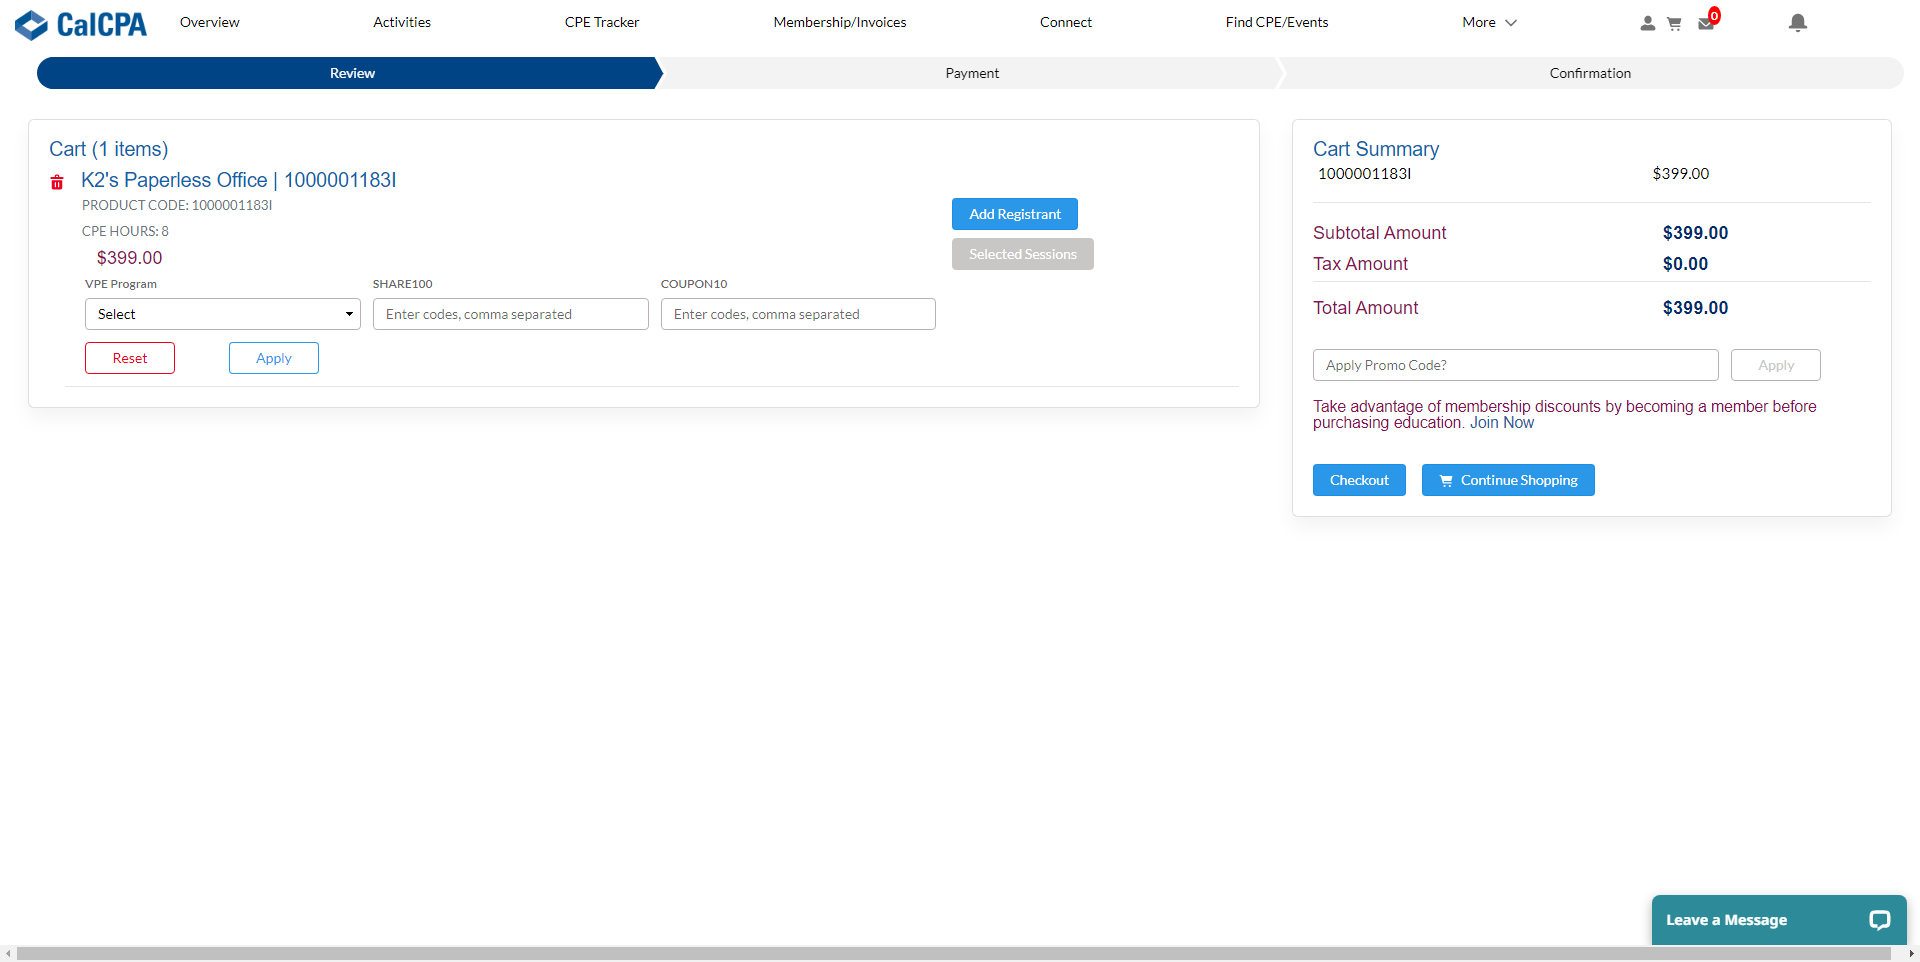 CalCPA
Overview
Activities
CPE Tracker
Membership/Invoices
Connect
Find CPE/Events
More
0
Review
Payment
Confirmation
Cart (1 items)
K2's Paperless Office | 1000001183I
PRODUCT CODE: 1000001183I
CPE HOURS: 8
$399.00
Add Registrant
Selected Sessions
VPE Program
SHARE100
COUPON10
Select
Enter codes, comma separated
Enter codes, comma separated
Reset
Apply
Cart Summary
1000001183I $399.00
Subtotal Amount $399.00
Tax Amount $0.00
Total Amount $399.00
Apply Promo Code?
Apply
Take advantage of membership discounts by becoming a member before
purchasing education. Join Now
Checkout
Continue Shopping
Leave a Message